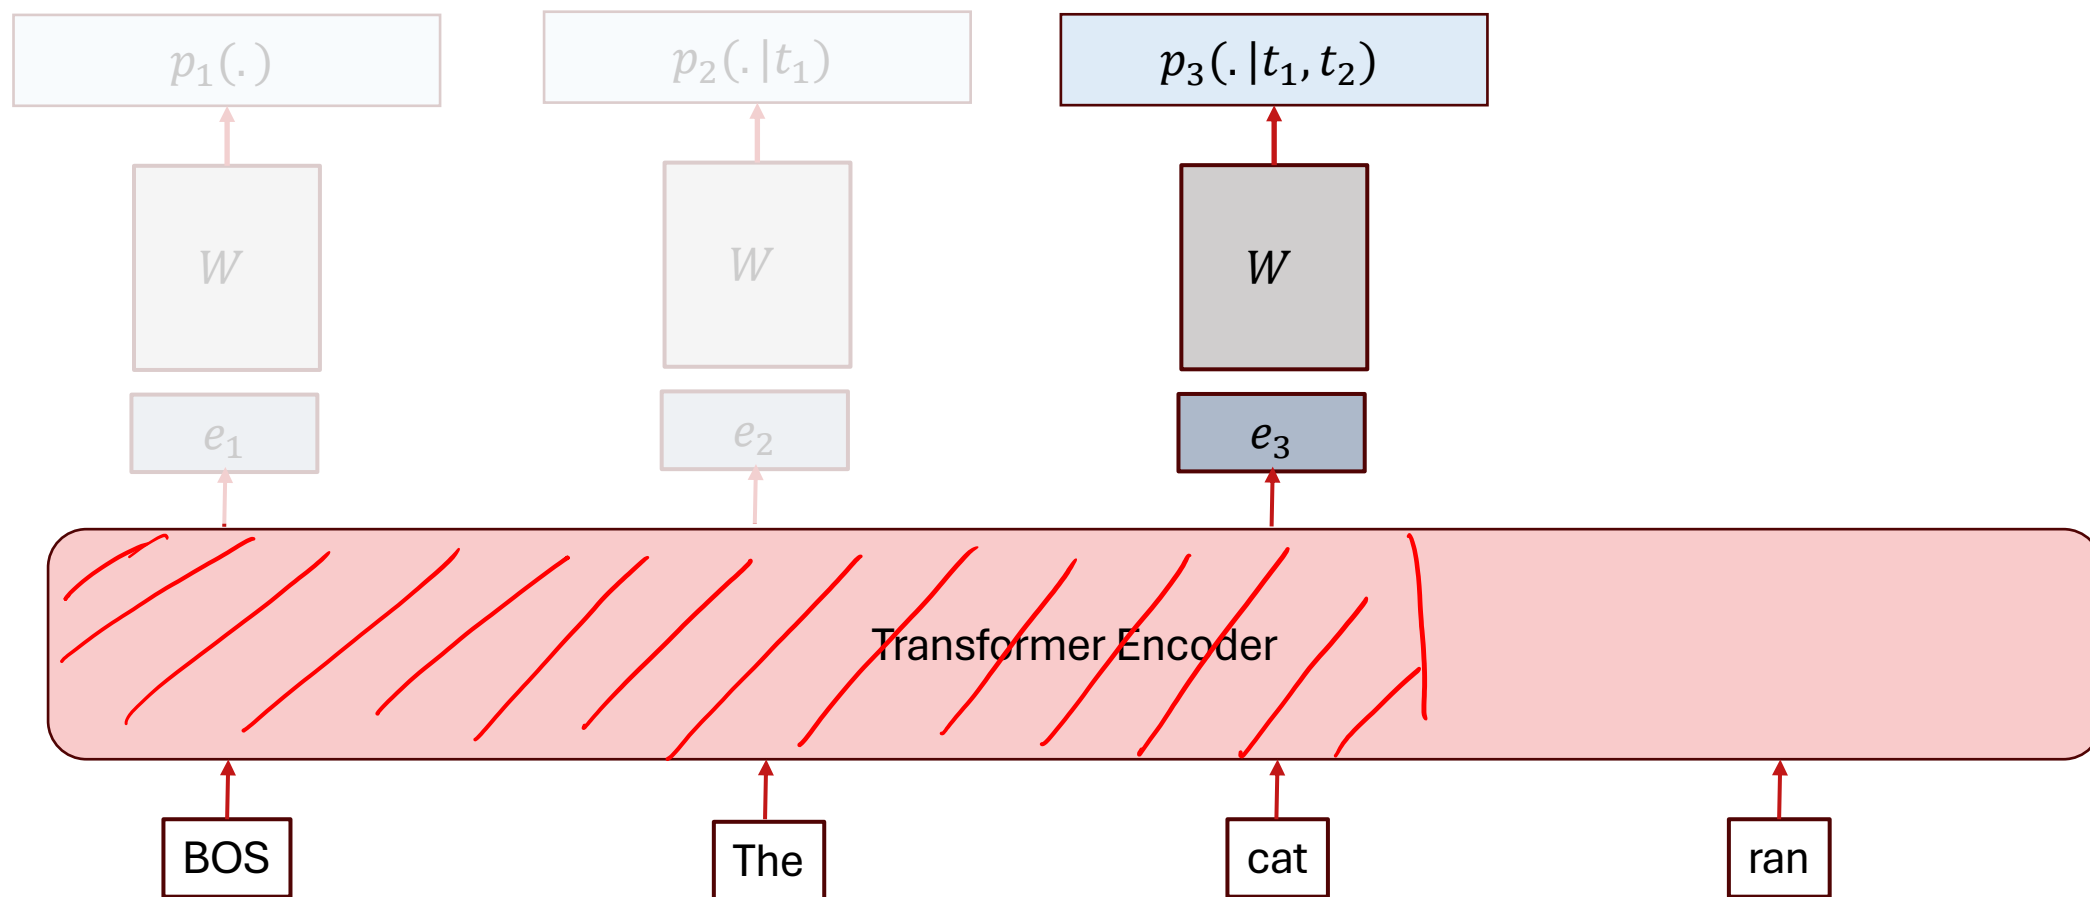 p₁(.)
p₂(.|t₁)
p₃(.|t₁, t₂)
W
W
W
e₁
e₂
e₃
Transformer Encoder
BOS
The
cat
ran